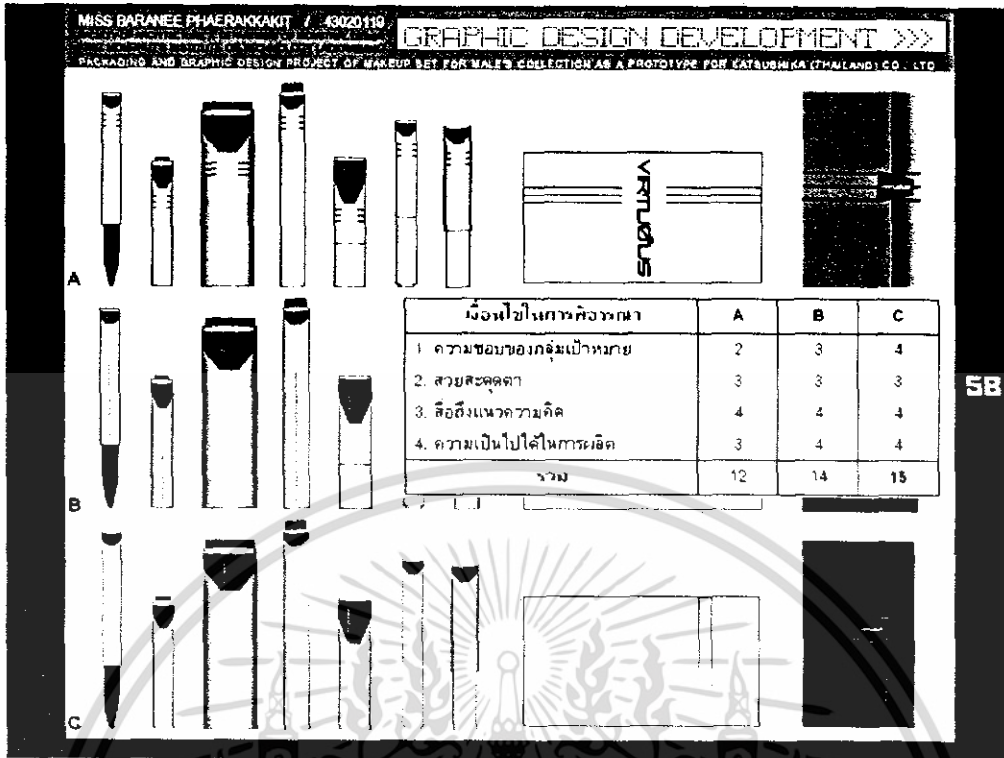 MISS BARANEE PHAERAKKAKIT / 43020119
GRAPHIC DESIGN DEVELOPMENT >>>
PACKAGING AND GRAPHIC DESIGN PROJECT OF MAKEUP SET FOR MALE'S COLLECTION AS A PROTOTYPE FOR KATSUSHIKA (THAILAND) CO., LTD
VIRTUØUS
A
เงื่อนไขในการพิจารณา A B C
1. ความชอบของกลุ่มเป้าหมาย 2 3 4
2. สวยสะดุดตา 3 3 3
3. สื่อถึงแนวความคิด 4 4 4
4. ความเป็นไปได้ในการผลิต 3 4 4
รวม 12 14 15
58
B
C